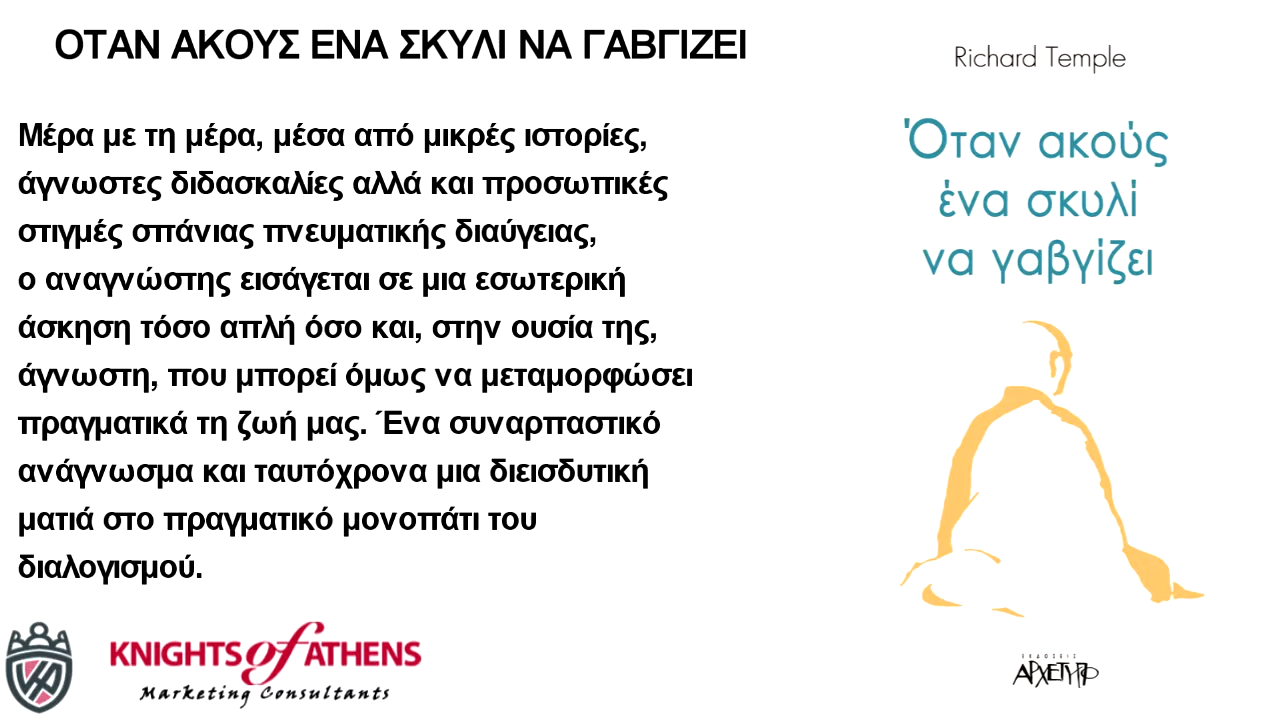 ΟΤΑΝ ΑΚΟΥΣ ΕΝΑ ΣΚΥΛΙ ΝΑ ΓΑΒΓΙΖΕΙ
Μέρα με τη μέρα, μέσα από μικρές ιστορίες,
άγνωστες διδασκαλίες αλλά και προσωπικές
στιγμές σπάνιας πνευματικής διαύγειας,
ο αναγνώστης εισάγεται σε μια εσωτερική
άσκηση τόσο απλή όσο και, στην ουσία της,
άγνωστη, που μπορεί όμως να μεταμορφώσει
πραγματικά τη ζωή μας. Ένα συναρπαστικό
ανάγνωσμα και ταυτόχρονα μια διεισδυτική
ματιά στο πραγματικό μονοπάτι του
διαλογισμού.
KNIGHTS of ATHENS
Marketing Consultants
Richard Temple
Όταν ακούς
ένα σκυλί
να γαβγίζει
ΕΚΔΟΣΕΙΣ
ΑΡΧΕΤΥΠΟ